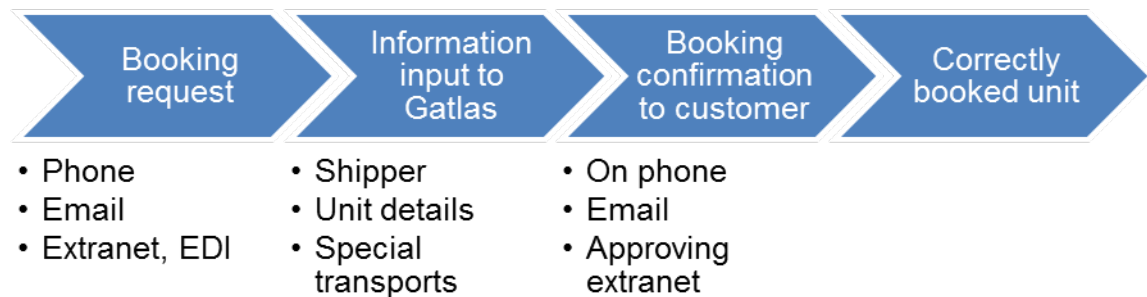 Booking
request
Information
input to
Gatlas
Booking
confirmation
to customer
Correctly
booked unit
• Phone
• Email
• Extranet, EDI
• Shipper
• Unit details
• Special
transports
• On phone
• Email
• Approving
extranet